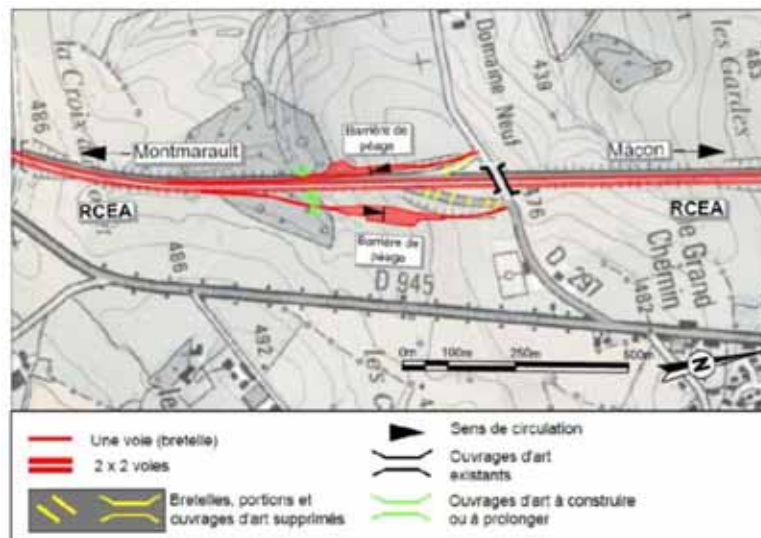 486
la Croix
Montmarault
RCEA
Barrière de
péage
Domaine Neuf
439
les Gardes
483
Mâcon
RCEA
476
Barrière de
péage
D 945
D 297
Grand
Chemin
482
486
492
les
0m 100m 250m 500m
N
Une voie (bretelle)
2 x 2 voies
Bretelles, portions et
ouvrages d'art supprimés
Sens de circulation
Ouvrages d'art
existants
Ouvrages d'art à construire
ou à prolonger